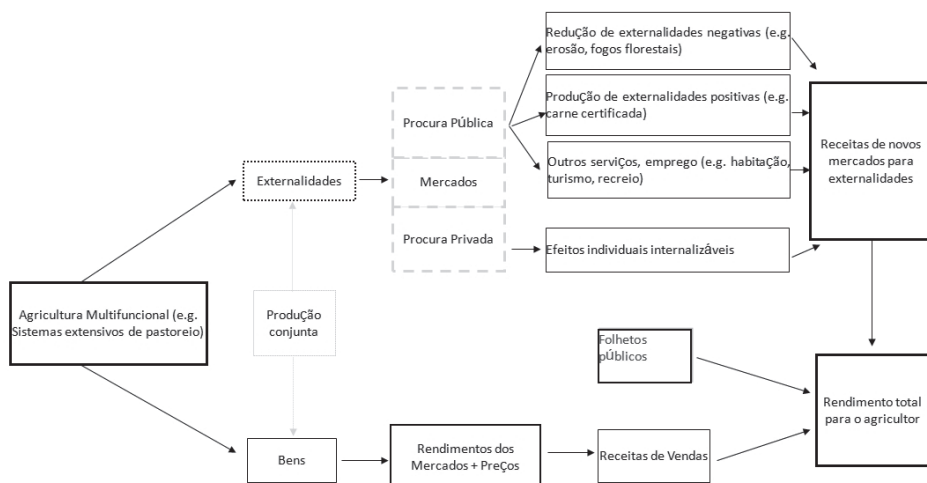 Redução de externalidades negativas (e.g.
erosão, fogos florestais)
Produção de externalidades positivas (e.g.
carne certificada)
Procura Pública
Receitas de novos
mercados para
externalidades
Outros serviços, emprego (e.g. habitação,
turismo, recreio)
Externalidades
Mercados
Procura Privada
Efeitos individuais internalizáveis
Agricultura Multifuncional (e.g.
Sistemas extensivos de pastoreio)
Produção
conjunta
Folhetos
públicos
Rendimento total
para o agricultor
Bens
Rendimentos dos
Mercados + Preços
Receitas de Vendas